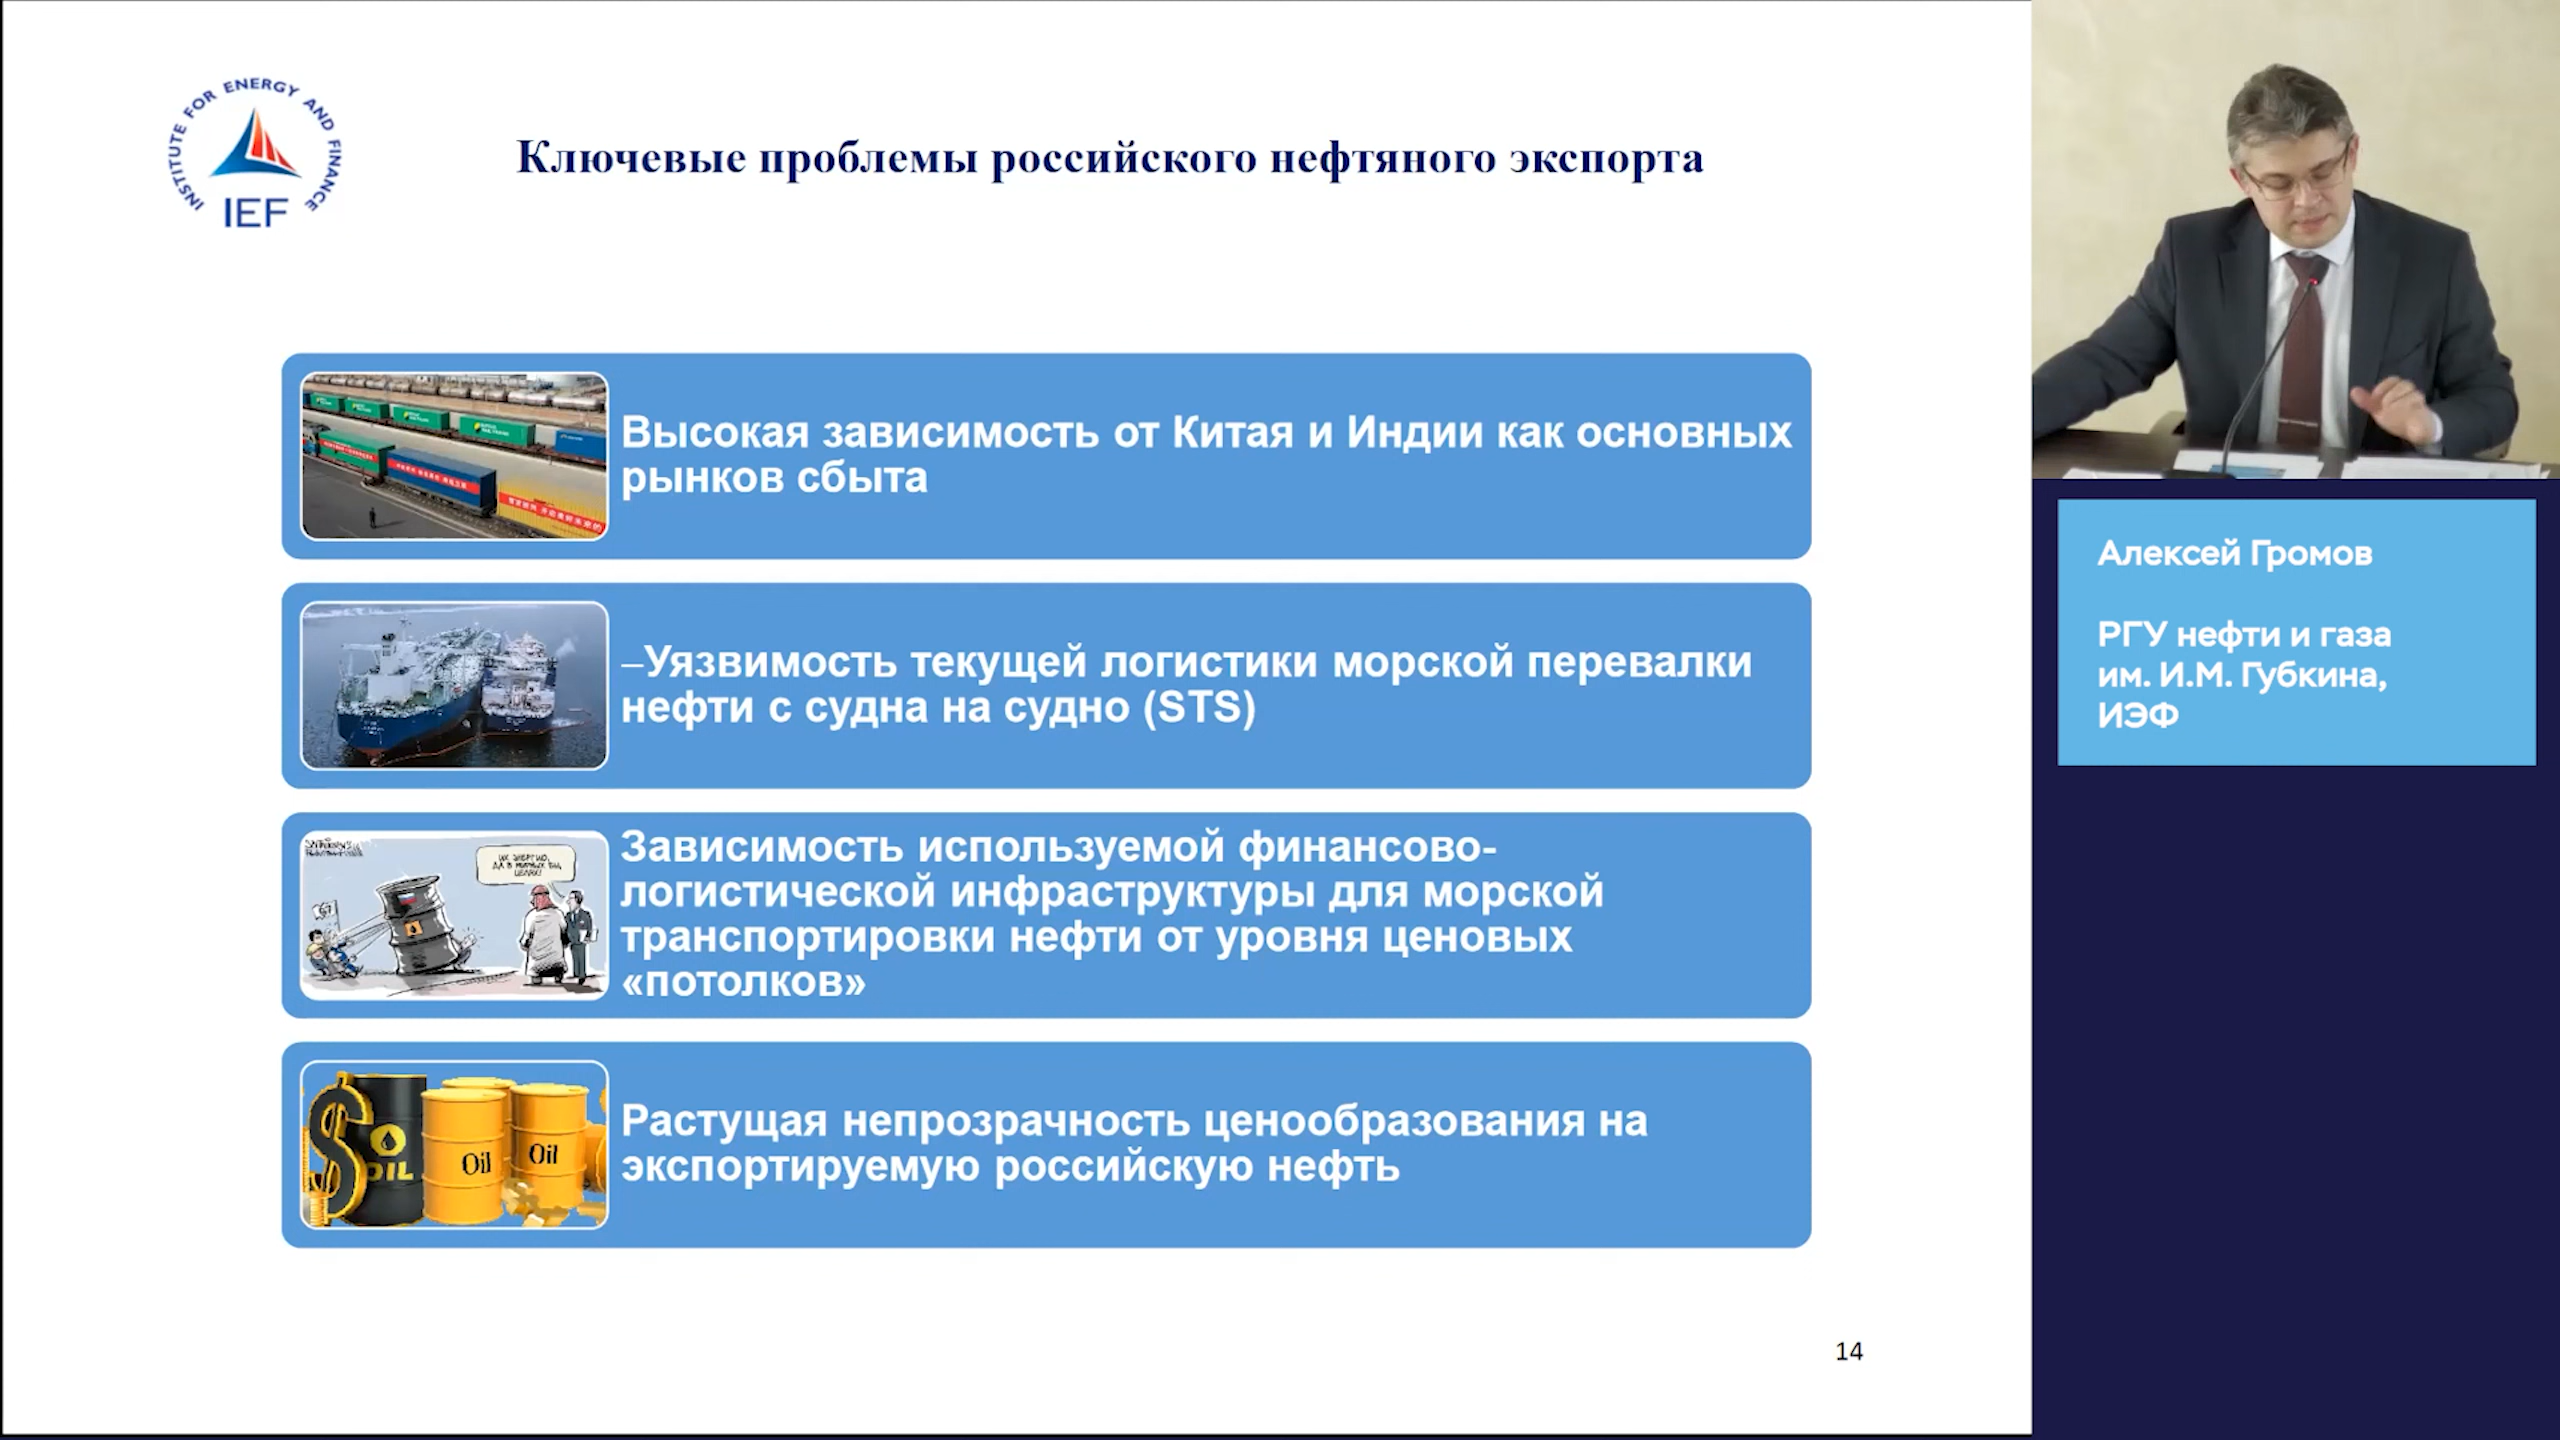 INSTITUTE FOR ENERGY AND FINANCE
IEF
Ключевые проблемы российского нефтяного экспорта
Высокая зависимость от Китая и Индии как основных
рынков сбыта
–Уязвимость текущей логистики морской перевалки
нефти с судна на судно (STS)
G7
Зависимость используемой финансово-
логистической инфраструктуры для морской
транспортировки нефти от уровня ценовых
«потолков»
$
OIL
Oil
Oil
Растущая непрозрачность ценообразования на
экспортируемую российскую нефть
14
Алексей Громов
РГУ нефти и газа
им. И.М. Губкина,
ИЭФ